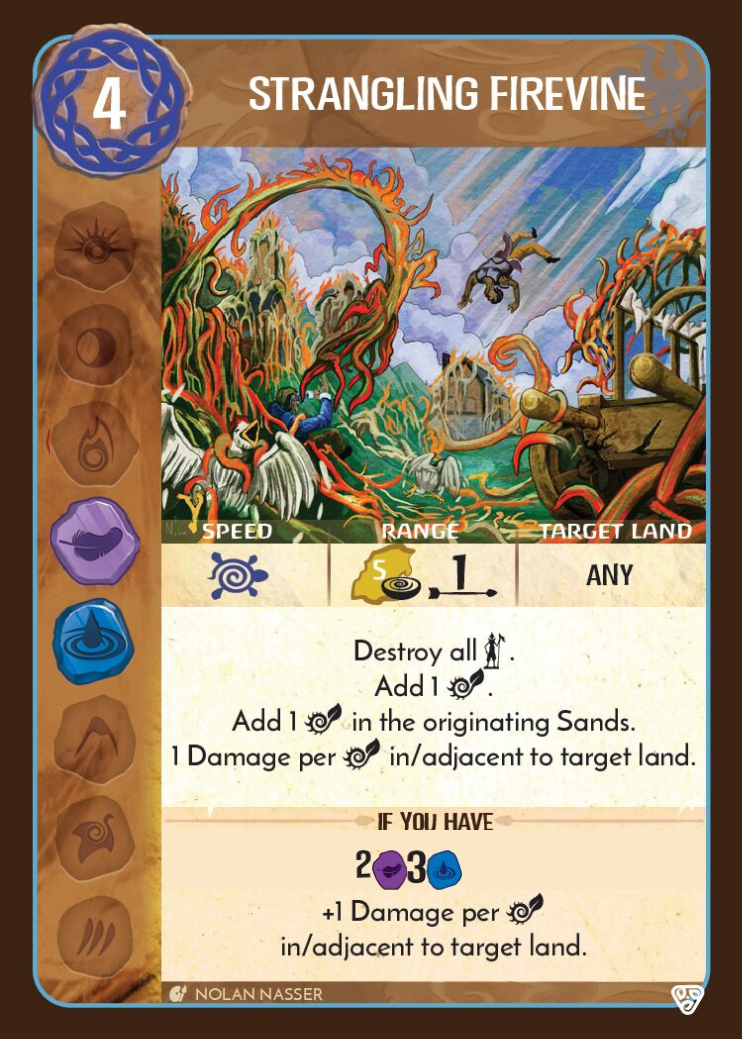 4
STRANGLING FIREVINE
SPEED RANGE TARGET LAND
S 1 ANY
Destroy all .
Add 1 .
Add 1 in the originating Sands.
1 Damage per in/adjacent to target land.
IF YOU HAVE
2 3
+1 Damage per
in/adjacent to target land.
NOLAN NASSER